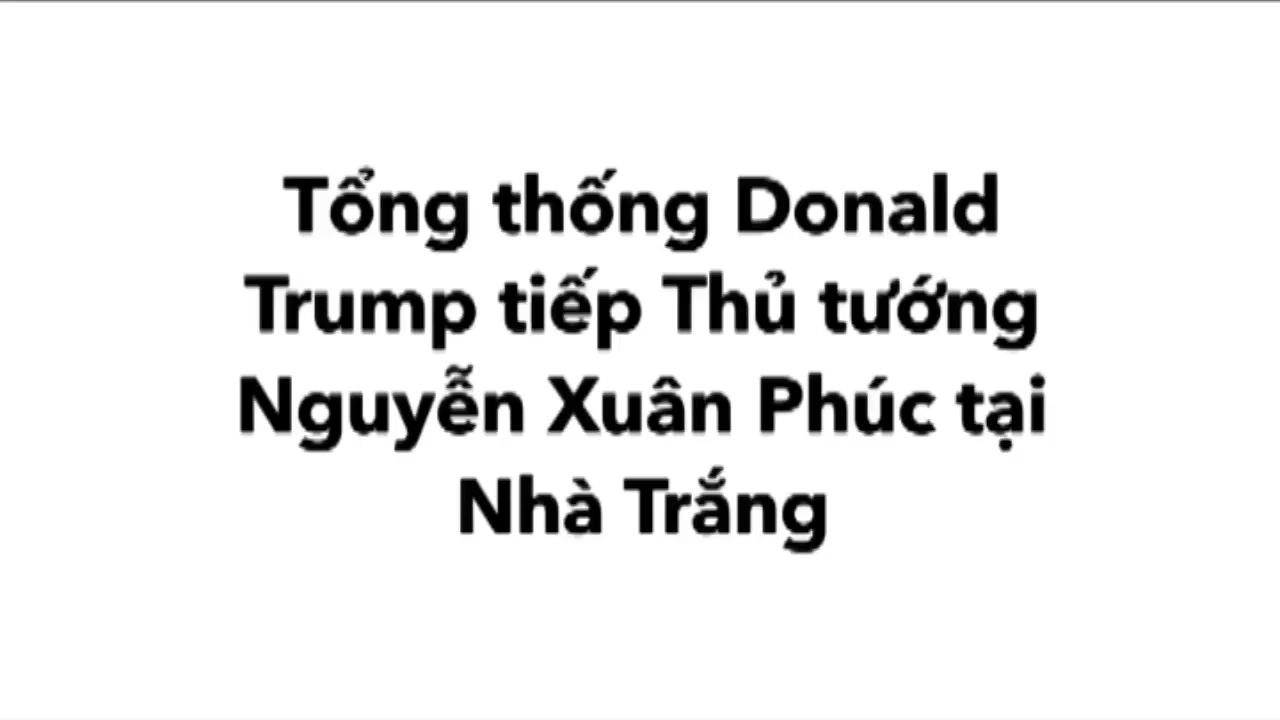 Tổng thống Donald
Trump tiếp Thủ tướng
Nguyễn Xuân Phúc tại
Nhà Trắng